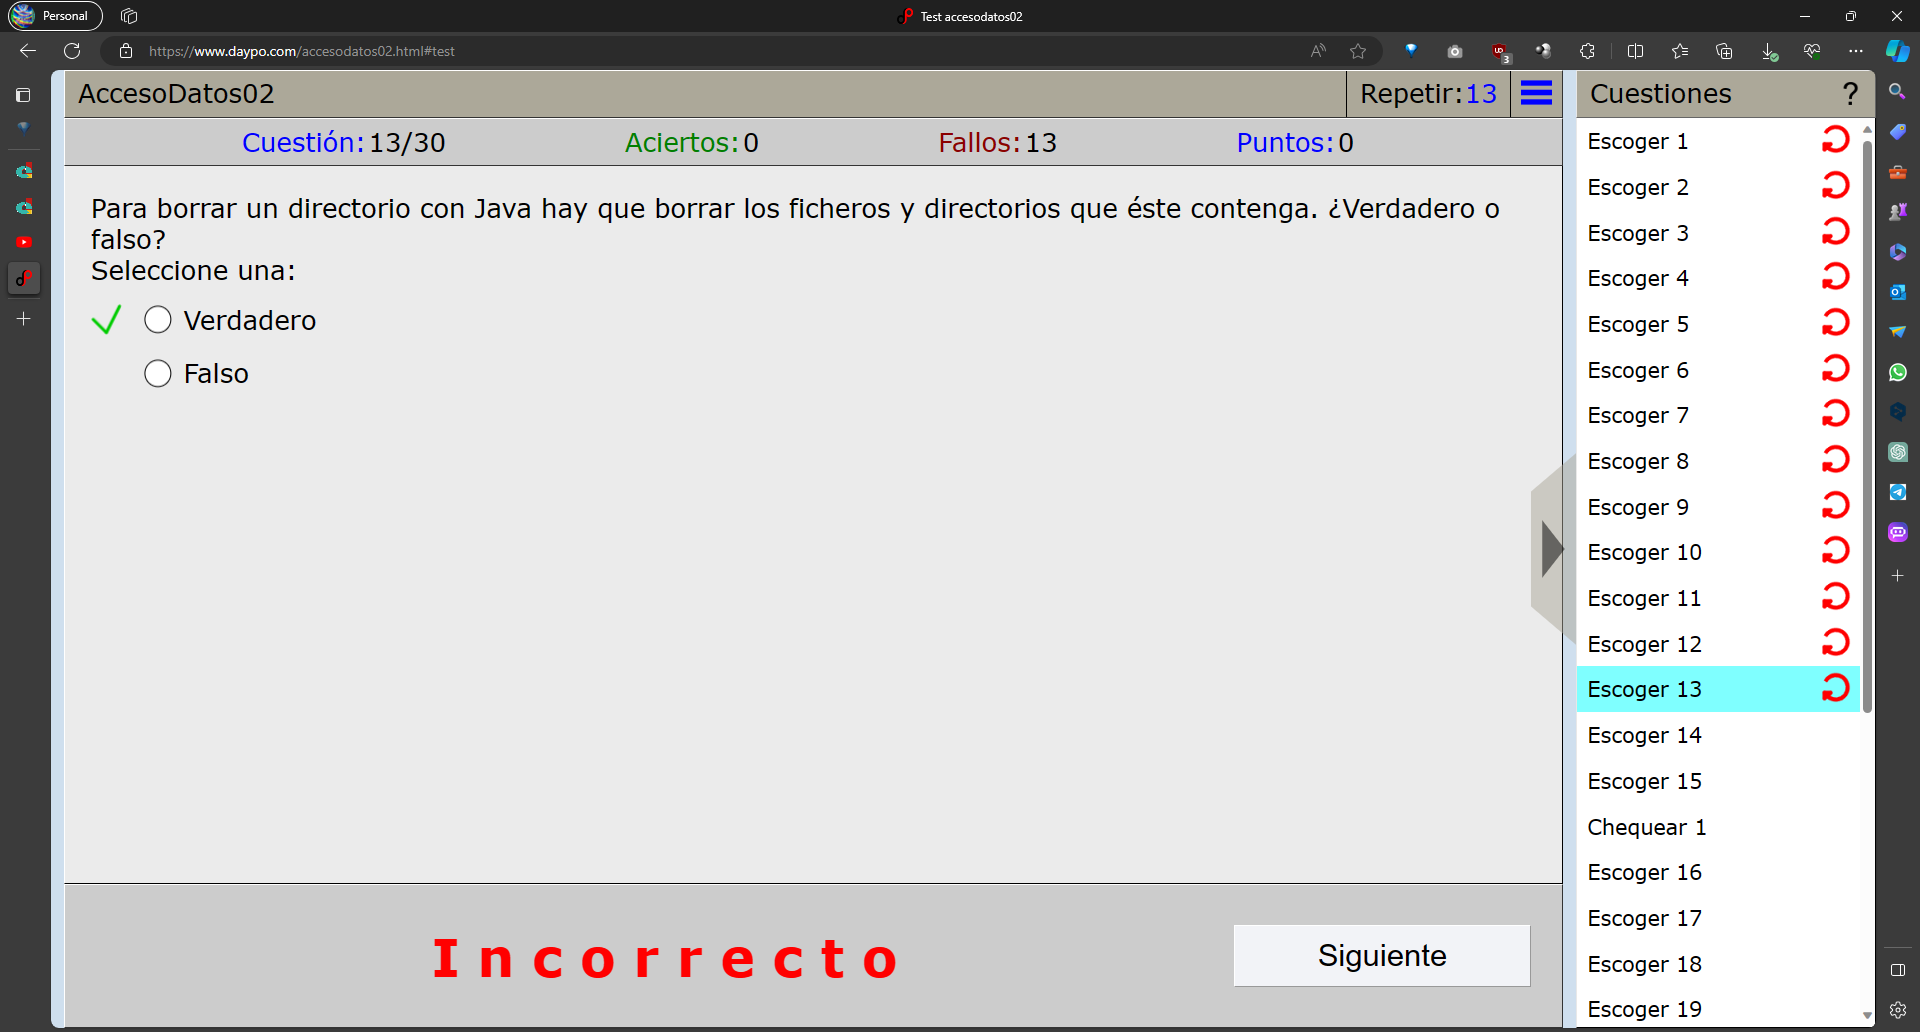 Personal
Test accesodatos02
https://www.daypo.com/accesodatos02.html#test
3
AccesoDatos02
Repetir:13
Cuestiones
?
Cuestión:13/30
Aciertos:0
Fallos:13
Puntos:0
Para borrar un directorio con Java hay que borrar los ficheros y directorios que éste contenga. ¿Verdadero o
falso?
Seleccione una:
Verdadero
Falso
Incorrecto
Siguiente
Escoger 1
Escoger 2
Escoger 3
Escoger 4
Escoger 5
Escoger 6
Escoger 7
Escoger 8
Escoger 9
Escoger 10
Escoger 11
Escoger 12
Escoger 13
Escoger 14
Escoger 15
Chequear 1
Escoger 16
Escoger 17
Escoger 18
Escoger 19